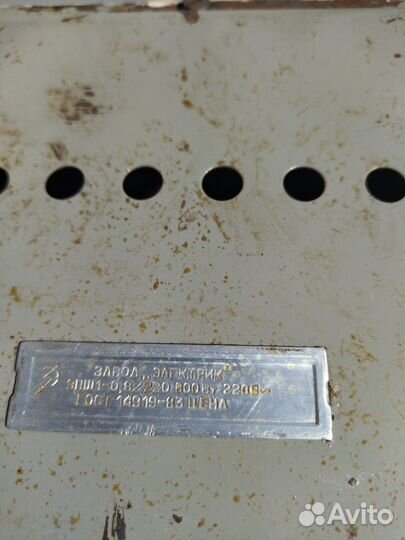 ЗАВОД „ЭЛЕКТРИК"
ЭПШ1-0,8/220 800Вт 220В~
ГОСТ 14919-83 ЦЕНА
Avito